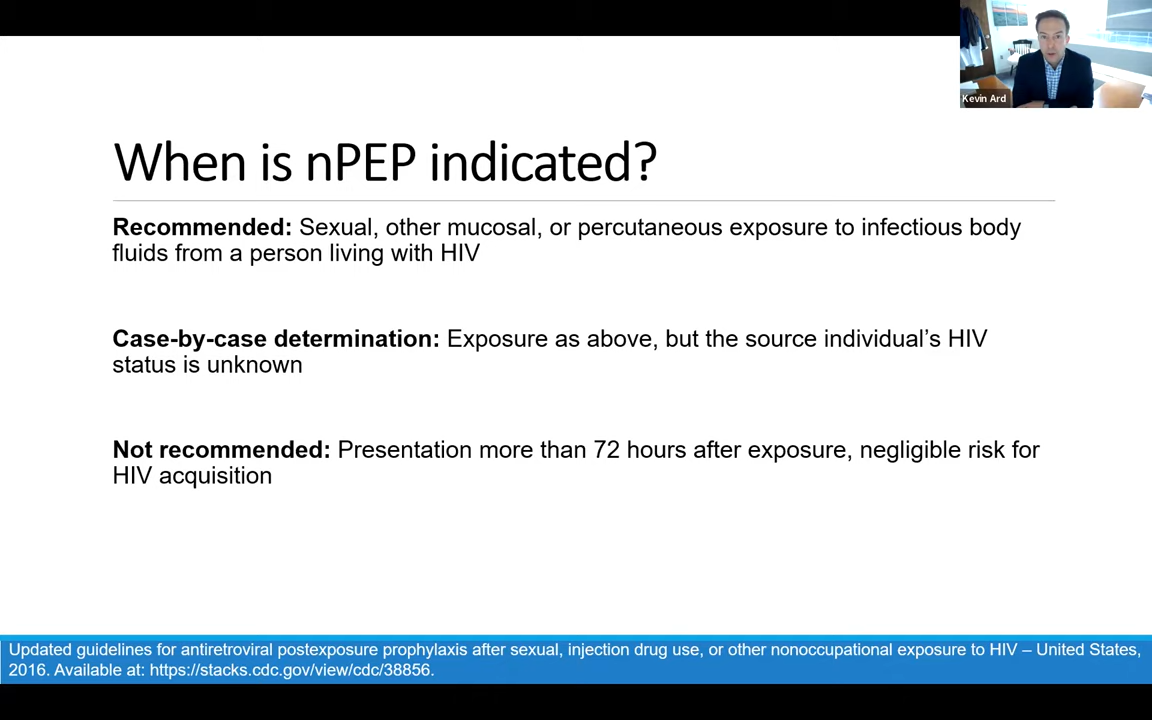 Kevin Ard
When is nPEP indicated?
Recommended: Sexual, other mucosal, or percutaneous exposure to infectious body
fluids from a person living with HIV
Case-by-case determination: Exposure as above, but the source individual’s HIV
status is unknown
Not recommended: Presentation more than 72 hours after exposure, negligible risk for
HIV acquisition
Updated guidelines for antiretroviral postexposure prophylaxis after sexual, injection drug use, or other nonoccupational exposure to HIV – United States,
2016. Available at: https://stacks.cdc.gov/view/cdc/38856.